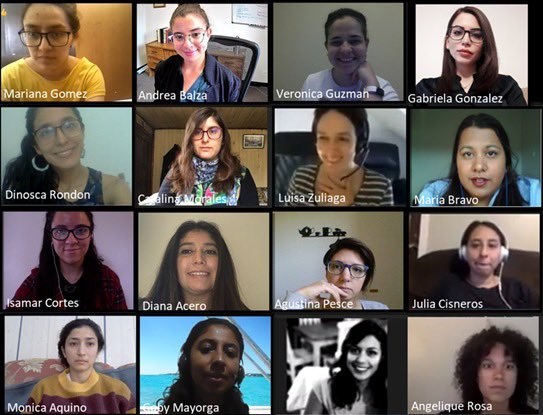 Mariana Gomez
Andrea Balza
Veronica Guzman
Gabriela Gonzalez
Dinosca Rondon
Catalina Morales
Luisa Zuliaga
Maria Bravo
Isamar Cortes
Diana Acero
Agustina Pesce
Julia Cisneros
Monica Aquino
Gaby Mayorga
Angelique Rosa